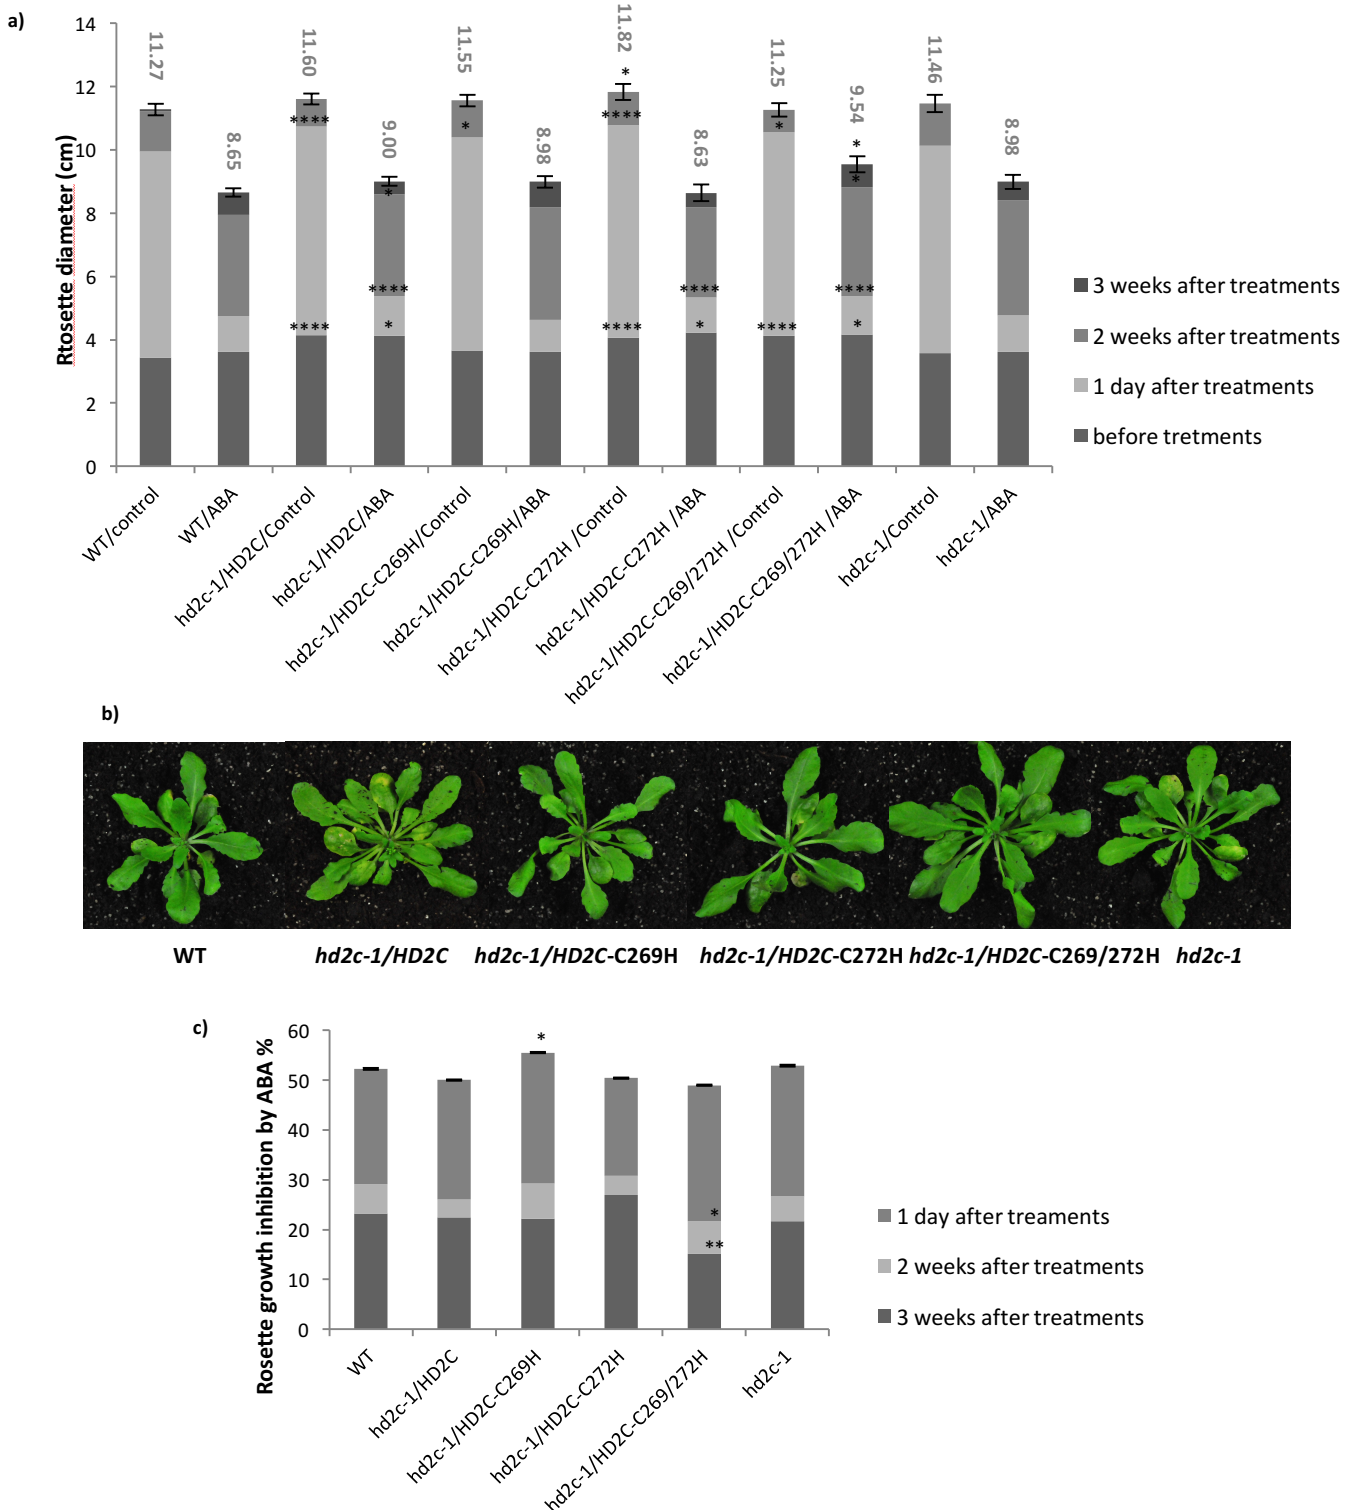 a)
Rtosette diameter (cm)
14
12
10
8
6
4
2
0
11.27
8.65
11.60
9.00
11.55
8.98
11.82
8.63
11.25
9.54
11.46
8.98
*
****
*
****
*
*
*
*
*
****
****
****
****
*
****
*
****
*
WT/control
WT/ABA
hd2c-1/HD2C/Control
hd2c-1/HD2C/ABA
hd2c-1/HD2C-C269H/Control
hd2c-1/HD2C-C269H/ABA
hd2c-1/HD2C-C272H /Control
hd2c-1/HD2C-C272H /ABA
hd2c-1/HD2C-C269/272H /Control
hd2c-1/HD2C-C269/272H /ABA
hd2c-1/Control
hd2c-1/ABA
3 weeks after treatments
2 weeks after treatments
1 day after treatments
before tretments
b)
WT
hd2c-1/HD2C
hd2c-1/HD2C-C269H
hd2c-1/HD2C-C272H
hd2c-1/HD2C-C269/272H
hd2c-1
c)
Rosette growth inhibition by ABA %
60
50
40
30
20
10
0
*
*
**
WT
hd2c-1/HD2C
hd2c-1/HD2C-C269H
hd2c-1/HD2C-C272H
hd2c-1/HD2C-C269/272H
hd2c-1
1 day after treaments
2 weeks after treatments
3 weeks after treatments